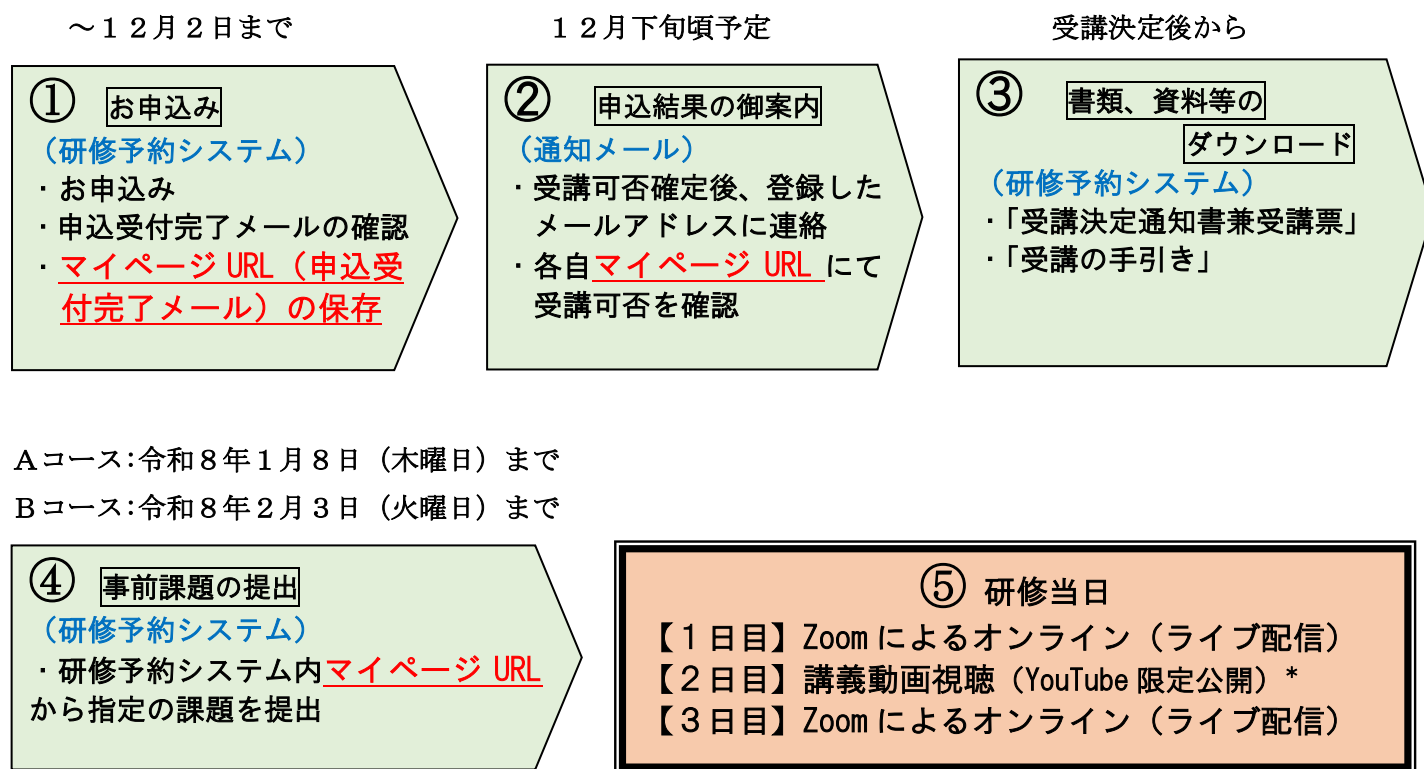 ～１２月２日まで
① お申込み
（研修予約システム）
・お申込み
・申込受付完了メールの確認
・マイページ URL（申込受
付完了メール）の保存
１２月下旬頃予定
② 申込結果の御案内
（通知メール）
・受講可否確定後、登録した
メールアドレスに連絡
・各自マイページ URL にて
受講可否を確認
受講決定後から
③ 書類、資料等の
ダウンロード
（研修予約システム）
・「受講決定通知書兼受講票」
・「受講の手引き」
Ａコース：令和８年１月８日（木曜日）まで
Ｂコース：令和８年２月３日（火曜日）まで
④ 事前課題の提出
（研修予約システム）
・研修予約システム内マイページ URL
から指定の課題を提出
⑤ 研修当日
【１日目】Zoom によるオンライン（ライブ配信）
【２日目】講義動画視聴（YouTube 限定公開）*
【３日目】Zoom によるオンライン（ライブ配信）